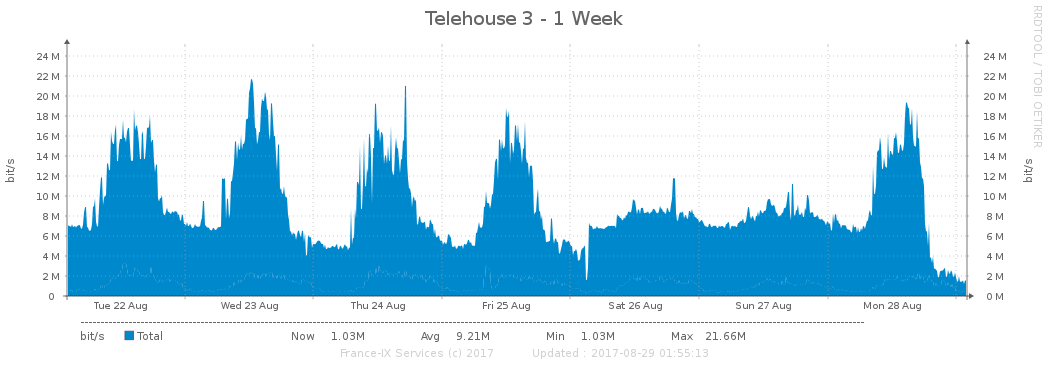 Telehouse 3 - 1 Week
RRDTOOL / TOBI OETIKER
24 M 24 M
22 M 22 M
20 M 20 M
18 M 18 M
16 M 16 M
14 M 14 M
12 M 12 M
10 M 10 M
8 M 8 M
6 M 6 M
4 M 4 M
2 M 2 M
0 0 M
bit/s
bit/s
Tue 22 Aug Wed 23 Aug Thu 24 Aug Fri 25 Aug Sat 26 Aug Sun 27 Aug Mon 28 Aug
bit/s Total Now 1.03M Avg 9.21M Min 1.03M Max 21.66M
France-IX Services (c) 2017 Updated : 2017-08-29 01:55:13